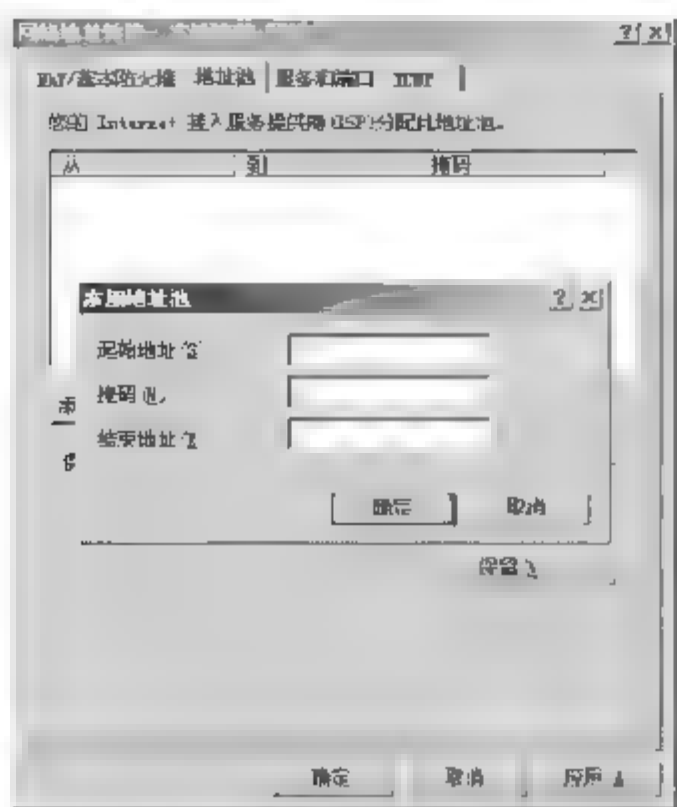 NAT/基本防火墙 地址池 服务和端口 ICMP
您的 Internet 接入服务提供商(ISP)分配此地址池。
从 到 掩码
添加地址池
起始地址(S)
掩码(M)
结束地址(E)
确定 取消
保留
确定 取消 应用(A)